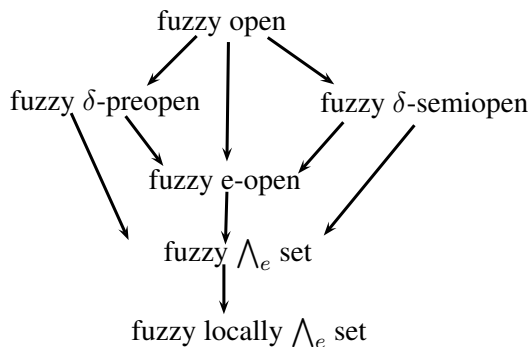 fuzzy open
fuzzy δ-preopen
fuzzy δ-semiopen
fuzzy e-open
fuzzy ⋀e set
fuzzy locally ⋀e set